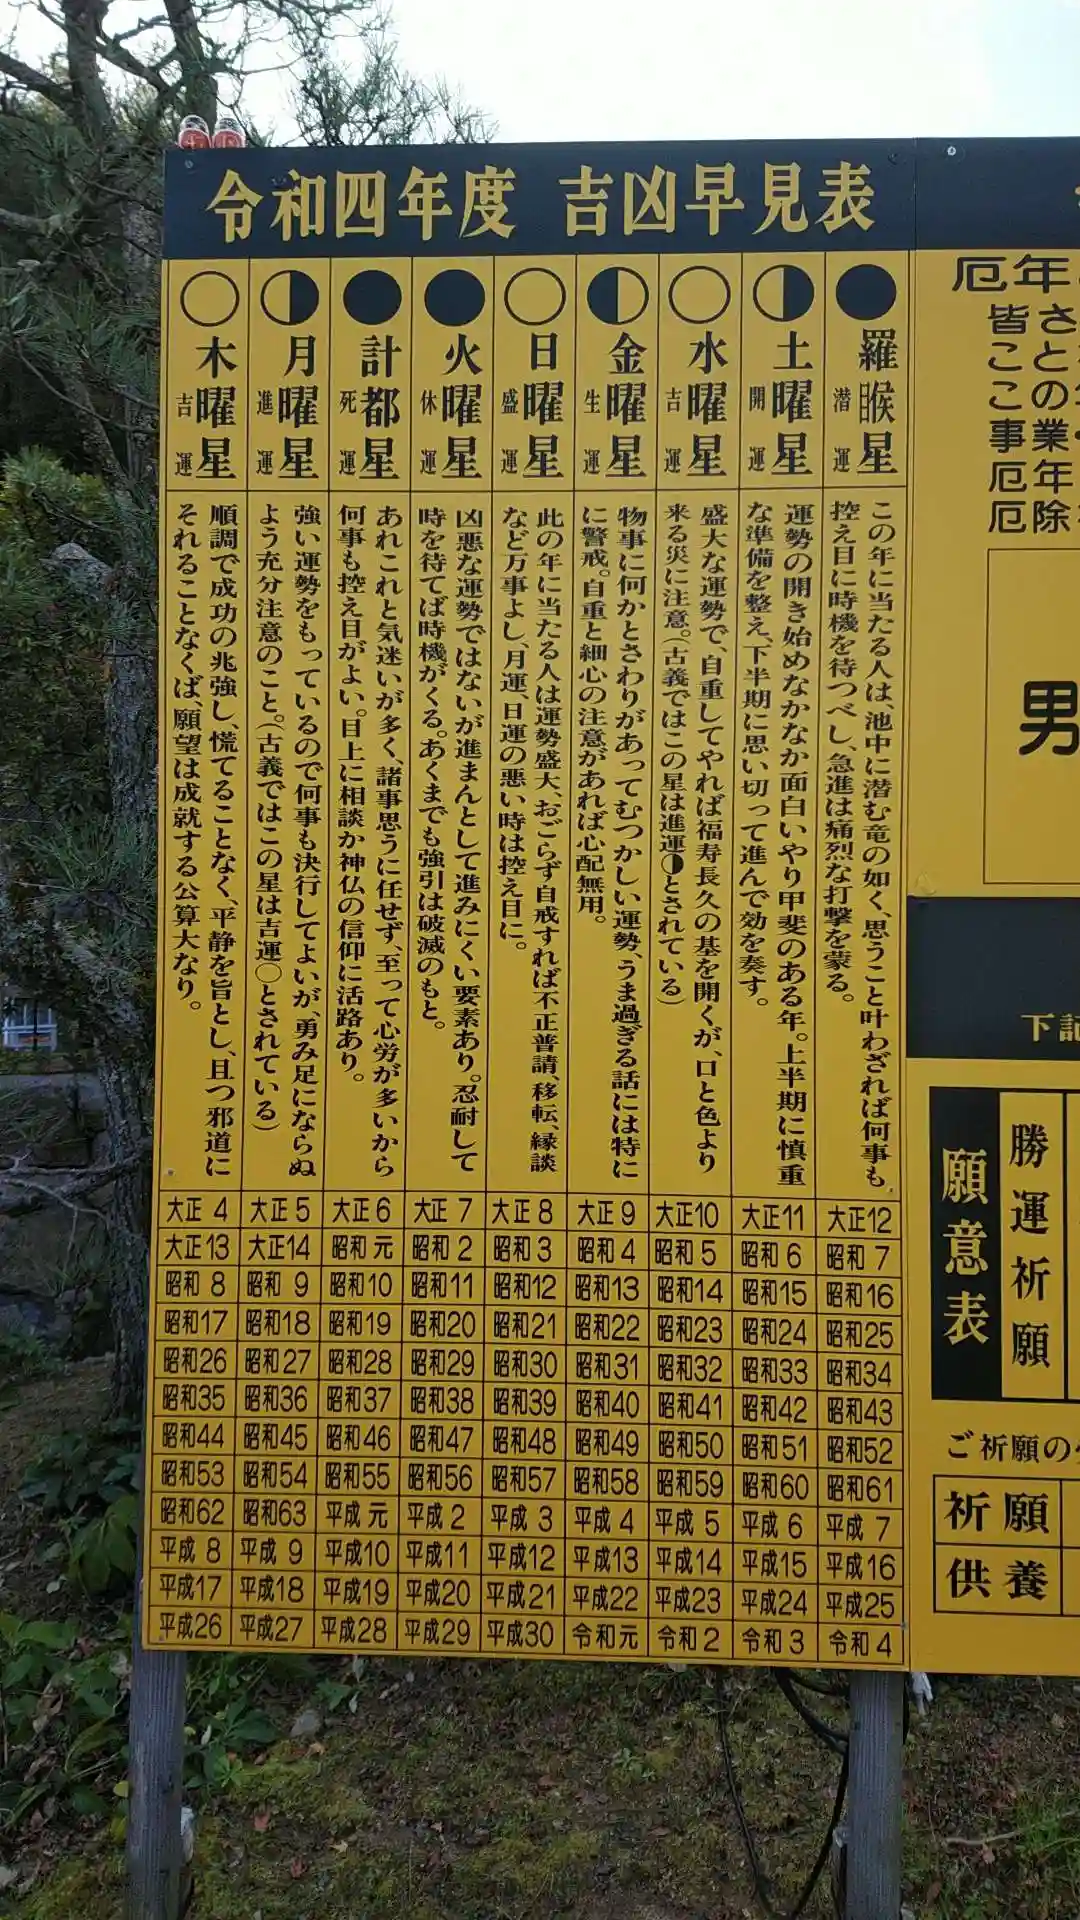 令和四年度 吉凶早見表
羅睺星
潜運
この年に当たる人は、池中に潜む竜の如く、思うこと叶わざれば何事も
控え目に時機を待つべし、急進は痛烈な打撃を蒙る。
土曜星
開運
運勢の開き始めなかなか面白いやり甲斐のある年。上半期に慎重
な準備を整え、下半期に思い切って進んで効を奏す。
水曜星
吉運
盛大な運勢で、自重してやれば福寿長久の基を開くが、口と色より
来る災に注意。(古義ではこの星は進運◑とされている)
金曜星
生運
物事に何かとさわりがあってむつかしい運勢、うま過ぎる話には特に
に警戒。自重と細心の注意があれば心配無用。
日曜星
盛運
此の年に当たる人は運勢盛大、おごらず自戒すれば不正普請、移転、縁談
など万事よし、月運、日運の悪い時は控え目に。
火曜星
休運
凶悪な運勢ではないが進まんとして進みにくい要素あり。忍耐して
時を待てば時機がくる。あくまでも強引は破滅のもと。
計都星
死運
あれこれと気迷いが多く、諸事思うに任せず、至って心労が多いから
何事も控え目がよい。目上に相談か神仏の信仰に活路あり。
月曜星
進運
強い運勢をもっているので何事も決行してよいが、勇み足にならぬ
よう充分注意のこと。(古義ではこの星は吉運○とされている)
木曜星
吉運
順調で成功の兆強し、慌てることなく、平静を旨とし、且つ邪道に
それることなくば、願望は成就する公算大なり。
大正4 大正5 大正6 大正7 大正8 大正9 大正10 大正11 大正12
大正13 大正14 昭和元 昭和2 昭和3 昭和4 昭和5 昭和6 昭和7
昭和8 昭和9 昭和10 昭和11 昭和12 昭和13 昭和14 昭和15 昭和16
昭和17 昭和18 昭和19 昭和20 昭和21 昭和22 昭和23 昭和24 昭和25
昭和26 昭和27 昭和28 昭和29 昭和30 昭和31 昭和32 昭和33 昭和34
昭和35 昭和36 昭和37 昭和38 昭和39 昭和40 昭和41 昭和42 昭和43
昭和44 昭和45 昭和46 昭和47 昭和48 昭和49 昭和50 昭和51 昭和52
昭和53 昭和54 昭和55 昭和56 昭和57 昭和58 昭和59 昭和60 昭和61
昭和62 昭和63 平成元 平成2 平成3 平成4 平成5 平成6 平成7
平成8 平成9 平成10 平成11 平成12 平成13 平成14 平成15 平成16
平成17 平成18 平成19 平成20 平成21 平成22 平成23 平成24 平成25
平成26 平成27 平成28 平成29 平成30 令和元 令和2 令和3 令和4
厄年
皆さ
こと
この
事業
厄年
厄除
男
下記
願意表
勝運祈願
ご祈願の
祈願
供養